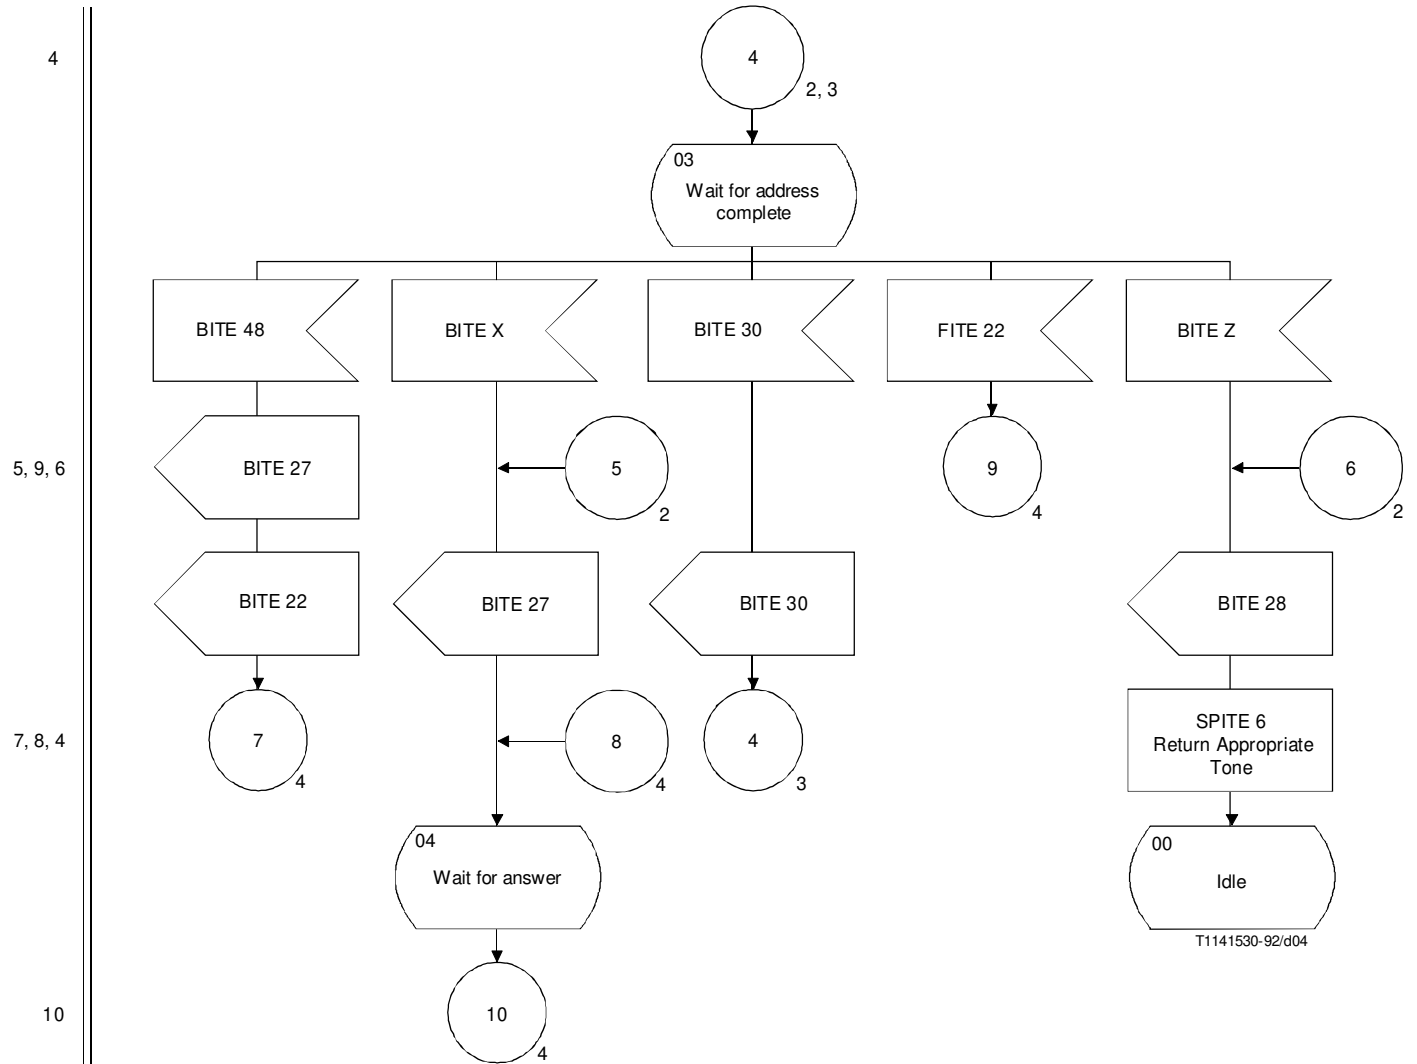 4
4
2, 3
03
Wait for address
complete
BITE 48
BITE X
BITE 30
FITE 22
BITE Z
5, 9, 6
BITE 27
5
2
9
4
6
2
BITE 22
BITE 27
BITE 30
BITE 28
7, 8, 4
7
4
8
4
4
3
SPITE 6
Return Appropriate
Tone
04
Wait for answer
00
Idle
T1141530-92/d04
10
10
4